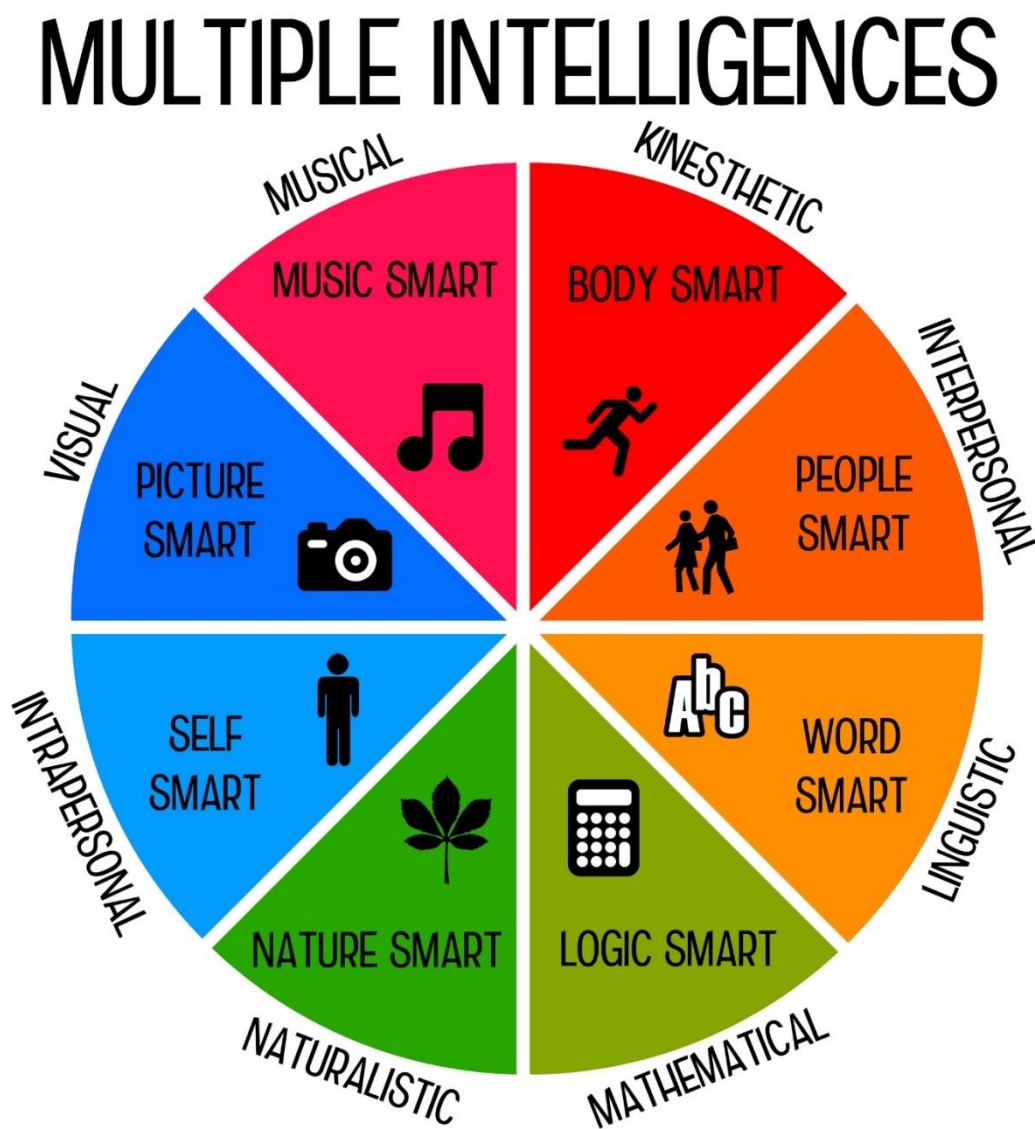 MULTIPLE INTELLIGENCES
MUSICAL
MUSIC SMART
KINESTHETIC
BODY SMART
INTERPERSONAL
PEOPLE
SMART
LINGUISTIC
AbC
WORD
SMART
MATHEMATICAL
LOGIC SMART
NATURALISTIC
NATURE SMART
INTRAPERSONAL
SELF
SMART
VISUAL
PICTURE
SMART